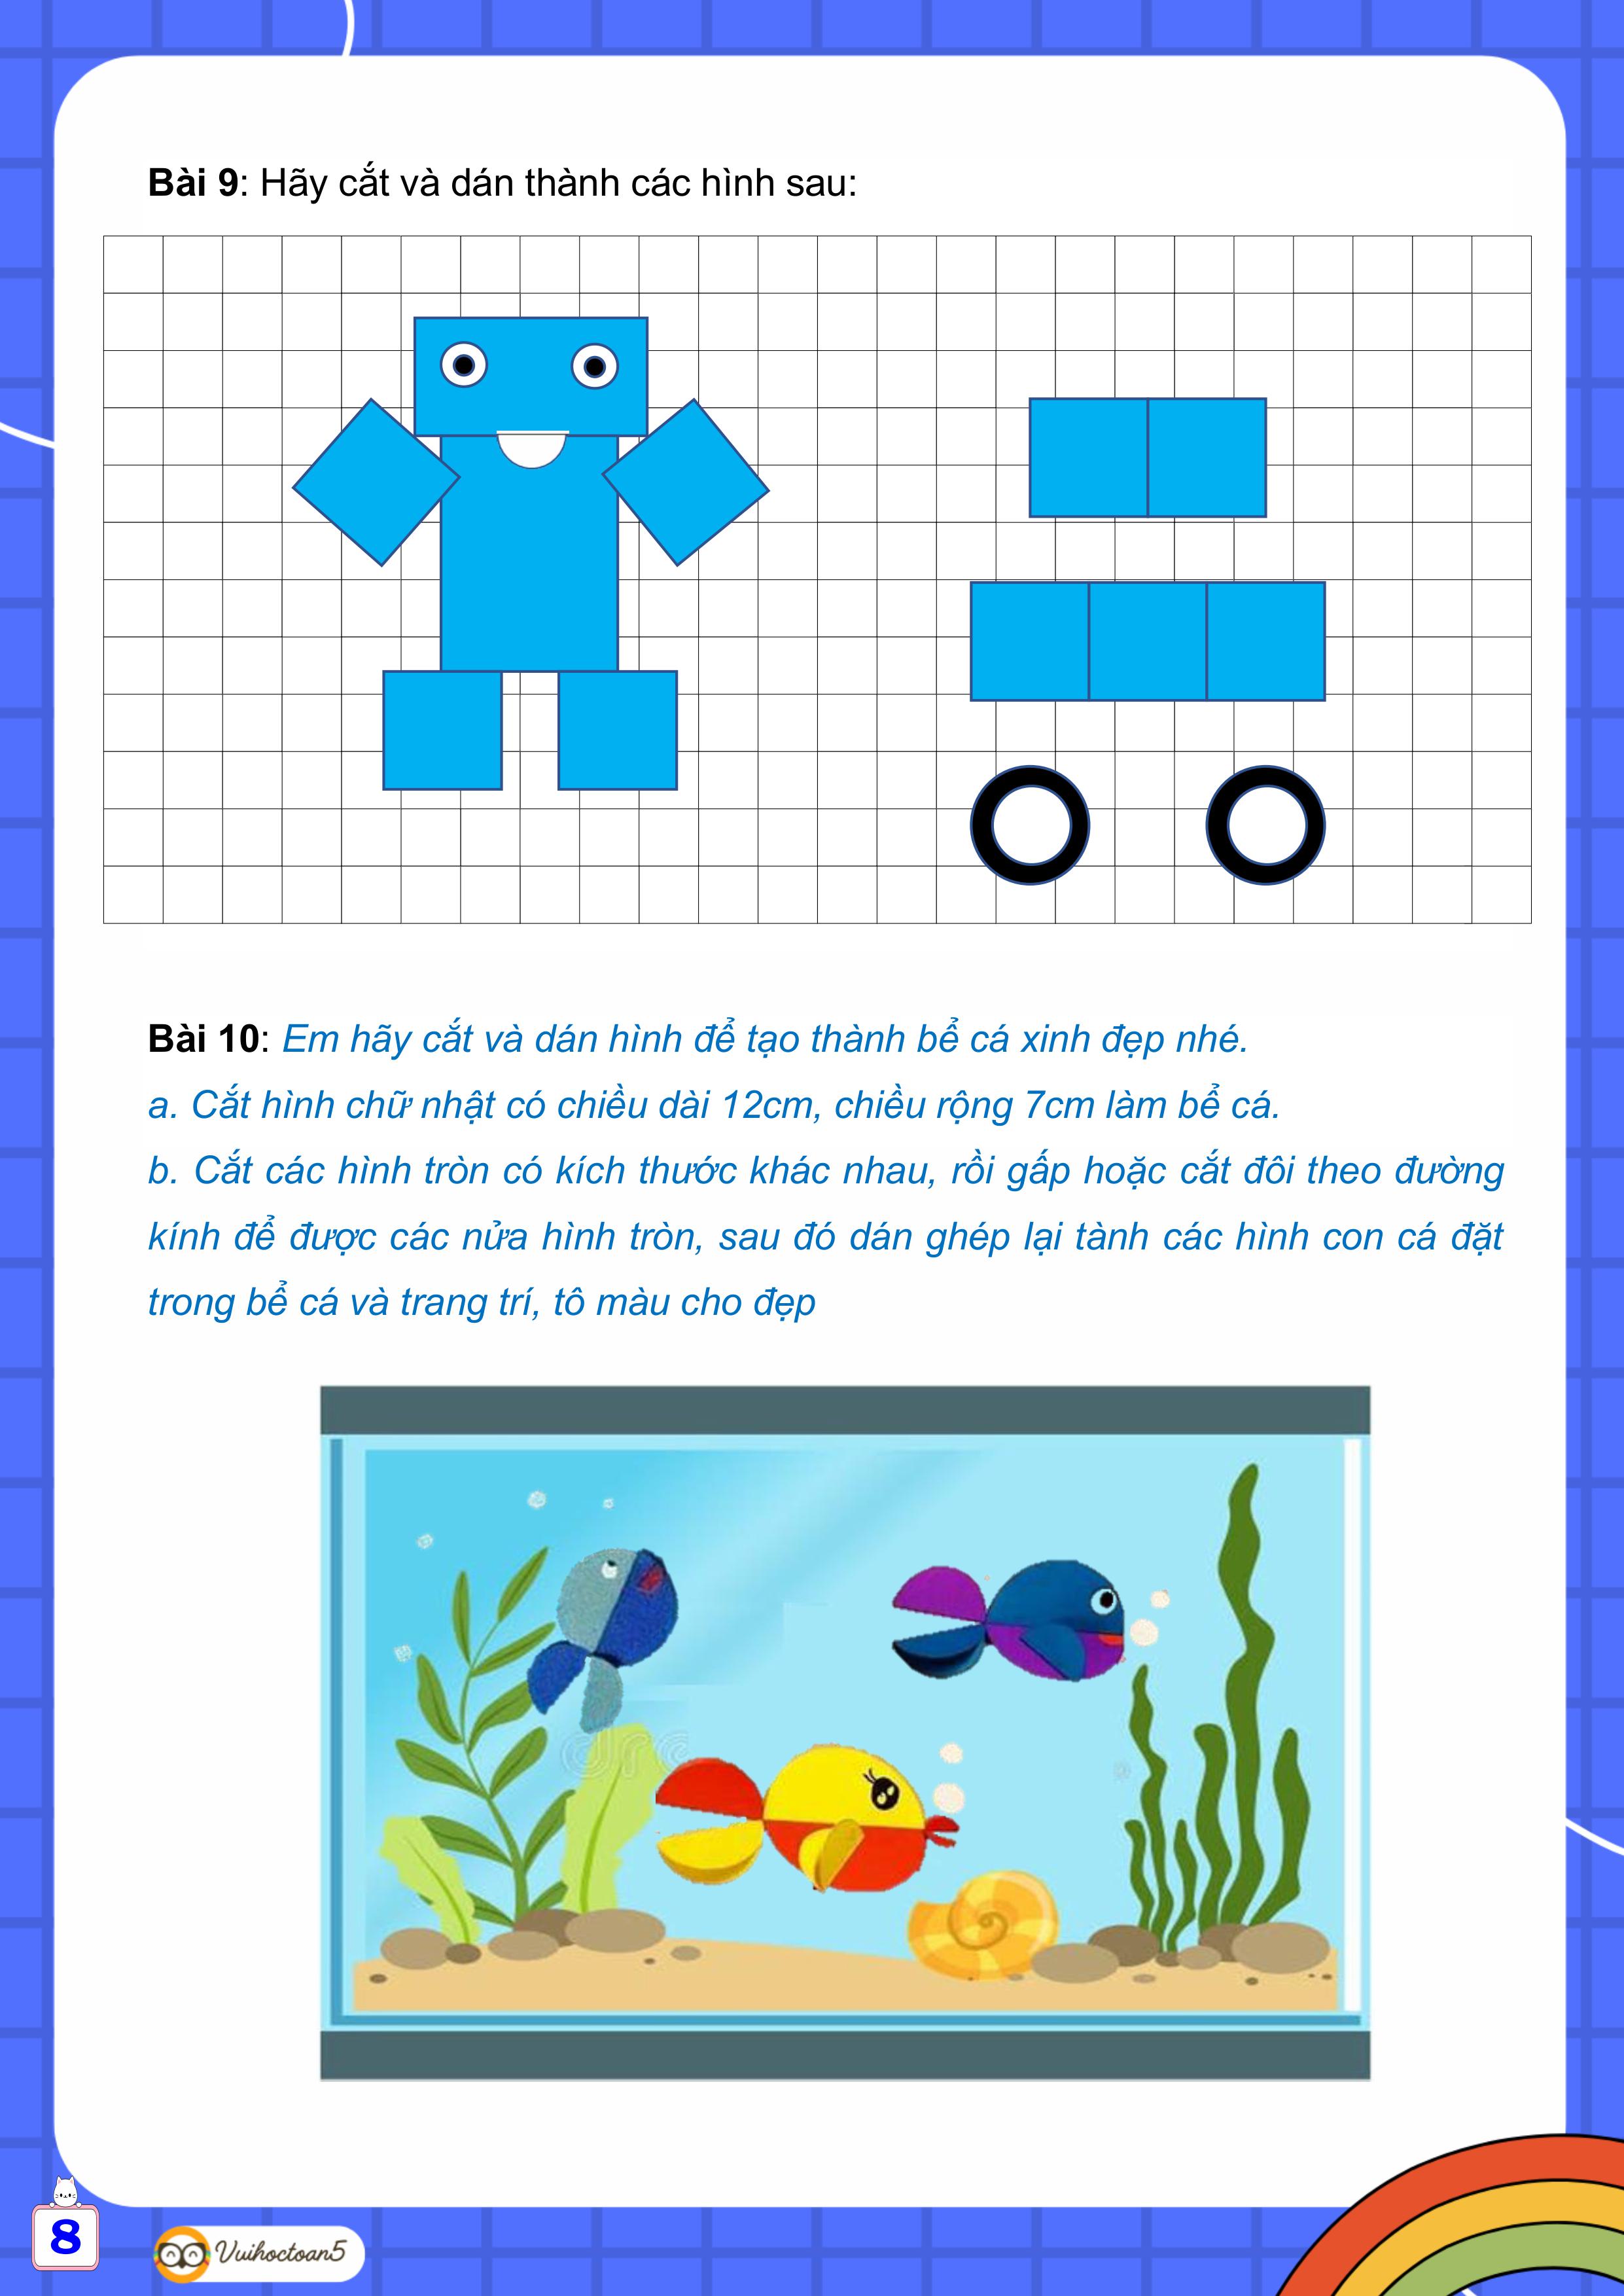 Bài 9: Hãy cắt và dán thành các hình sau:
Bài 10: Em hãy cắt và dán hình để tạo thành bể cá xinh đẹp nhé.
a. Cắt hình chữ nhật có chiều dài 12cm, chiều rộng 7cm làm bể cá.
b. Cắt các hình tròn có kích thước khác nhau, rồi gấp hoặc cắt đôi theo đường
kính để được các nửa hình tròn, sau đó dán ghép lại tành các hình con cá đặt
trong bể cá và trang trí, tô màu cho đẹp
8
Vuihoctoan5